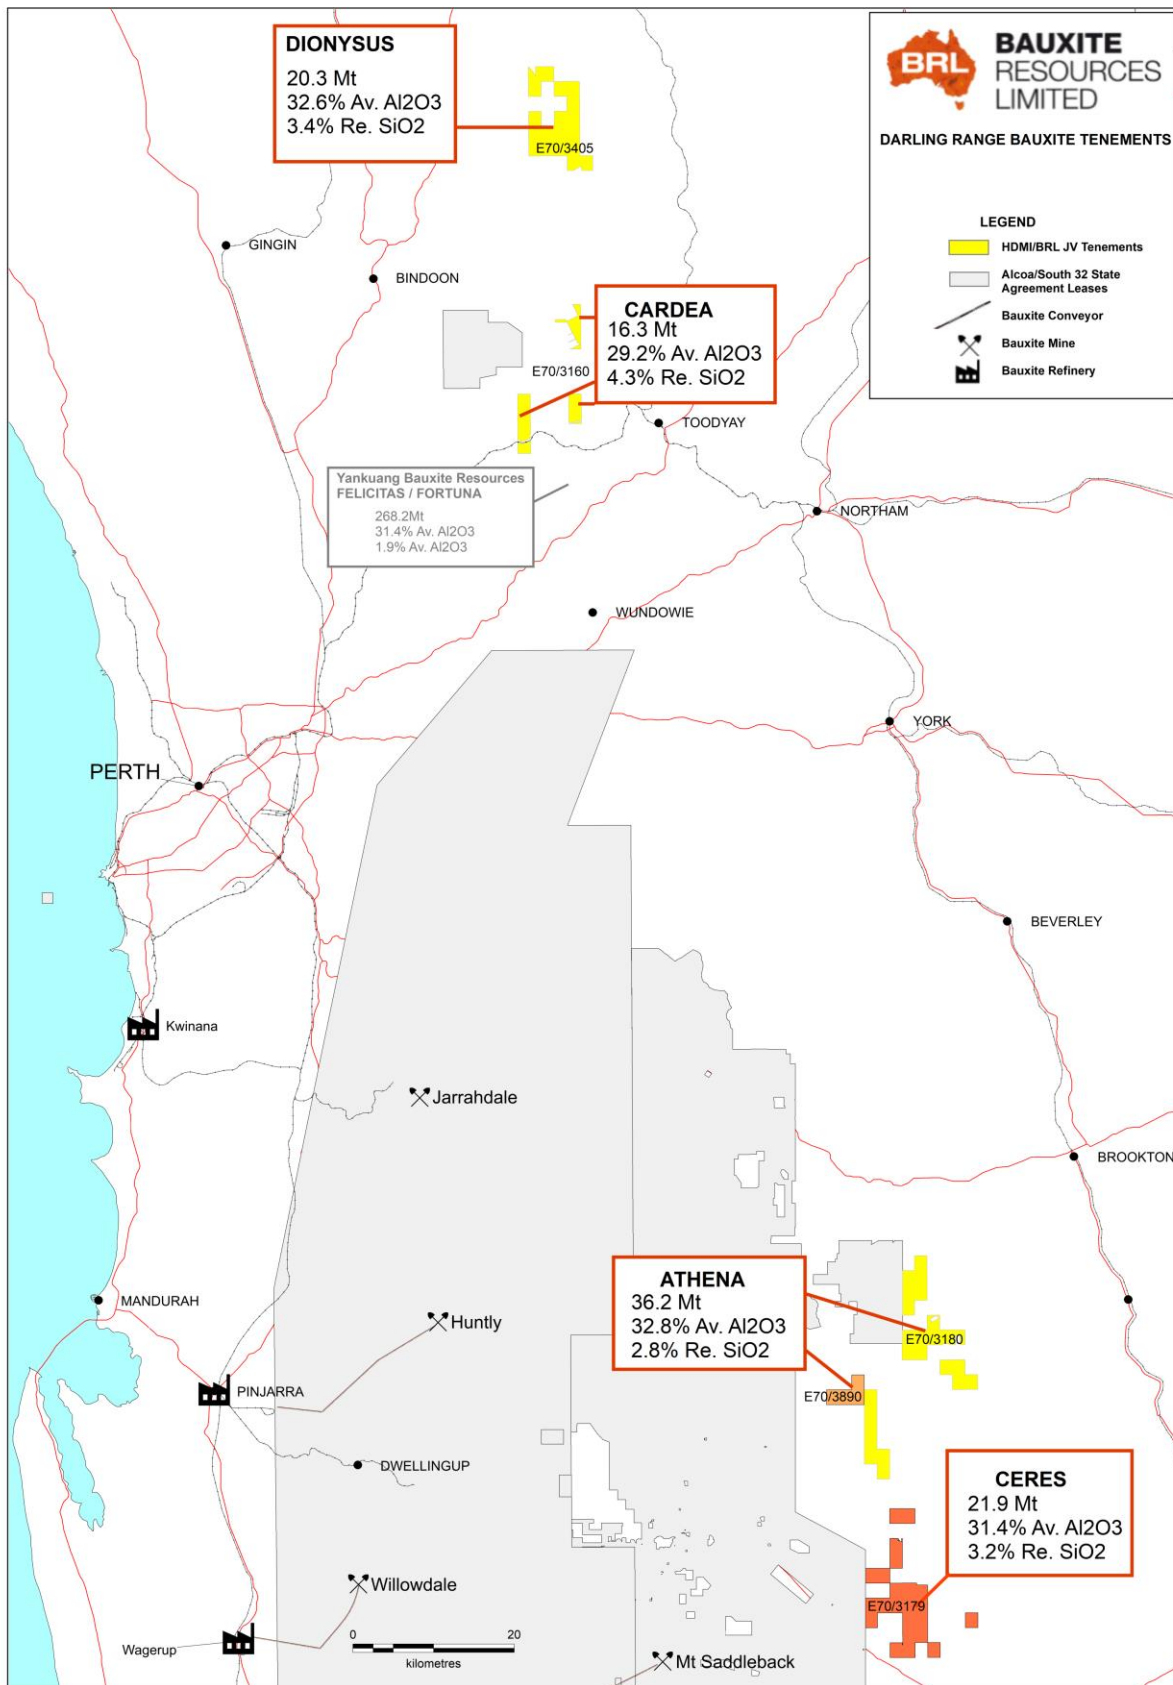 DIONYSUS
20.3 Mt
32.6% Av. Al2O3
3.4% Re. SiO2
E70/3405
BRL
BAUXITE
RESOURCES
LIMITED
DARLING RANGE BAUXITE TENEMENTS
LEGEND
HDMI/BRL JV Tenements
Alcoa/South 32 State
Agreement Leases
Bauxite Conveyor
Bauxite Mine
Bauxite Refinery
GINGIN
BINDOON
CARDEA
16.3 Mt
29.2% Av. Al2O3
4.3% Re. SiO2
E70/3160
TOODYAY
Yankuang Bauxite Resources
FELICITAS / FORTUNA
268.2Mt
31.4% Av. Al2O3
1.9% Av. Al2O3
NORTHAM
WUNDOWIE
YORK
PERTH
BEVERLEY
Kwinana
Jarrahdale
BROOKTON
MANDURAH
Huntly
ATHENA
36.2 Mt
32.8% Av. Al2O3
2.8% Re. SiO2
E70/3180
E70/3890
PINJARRA
DWELLINGUP
CERES
21.9 Mt
31.4% Av. Al2O3
3.2% Re. SiO2
E70/3179
Willowdale
Wagerup
0 20
kilometres
Mt Saddleback